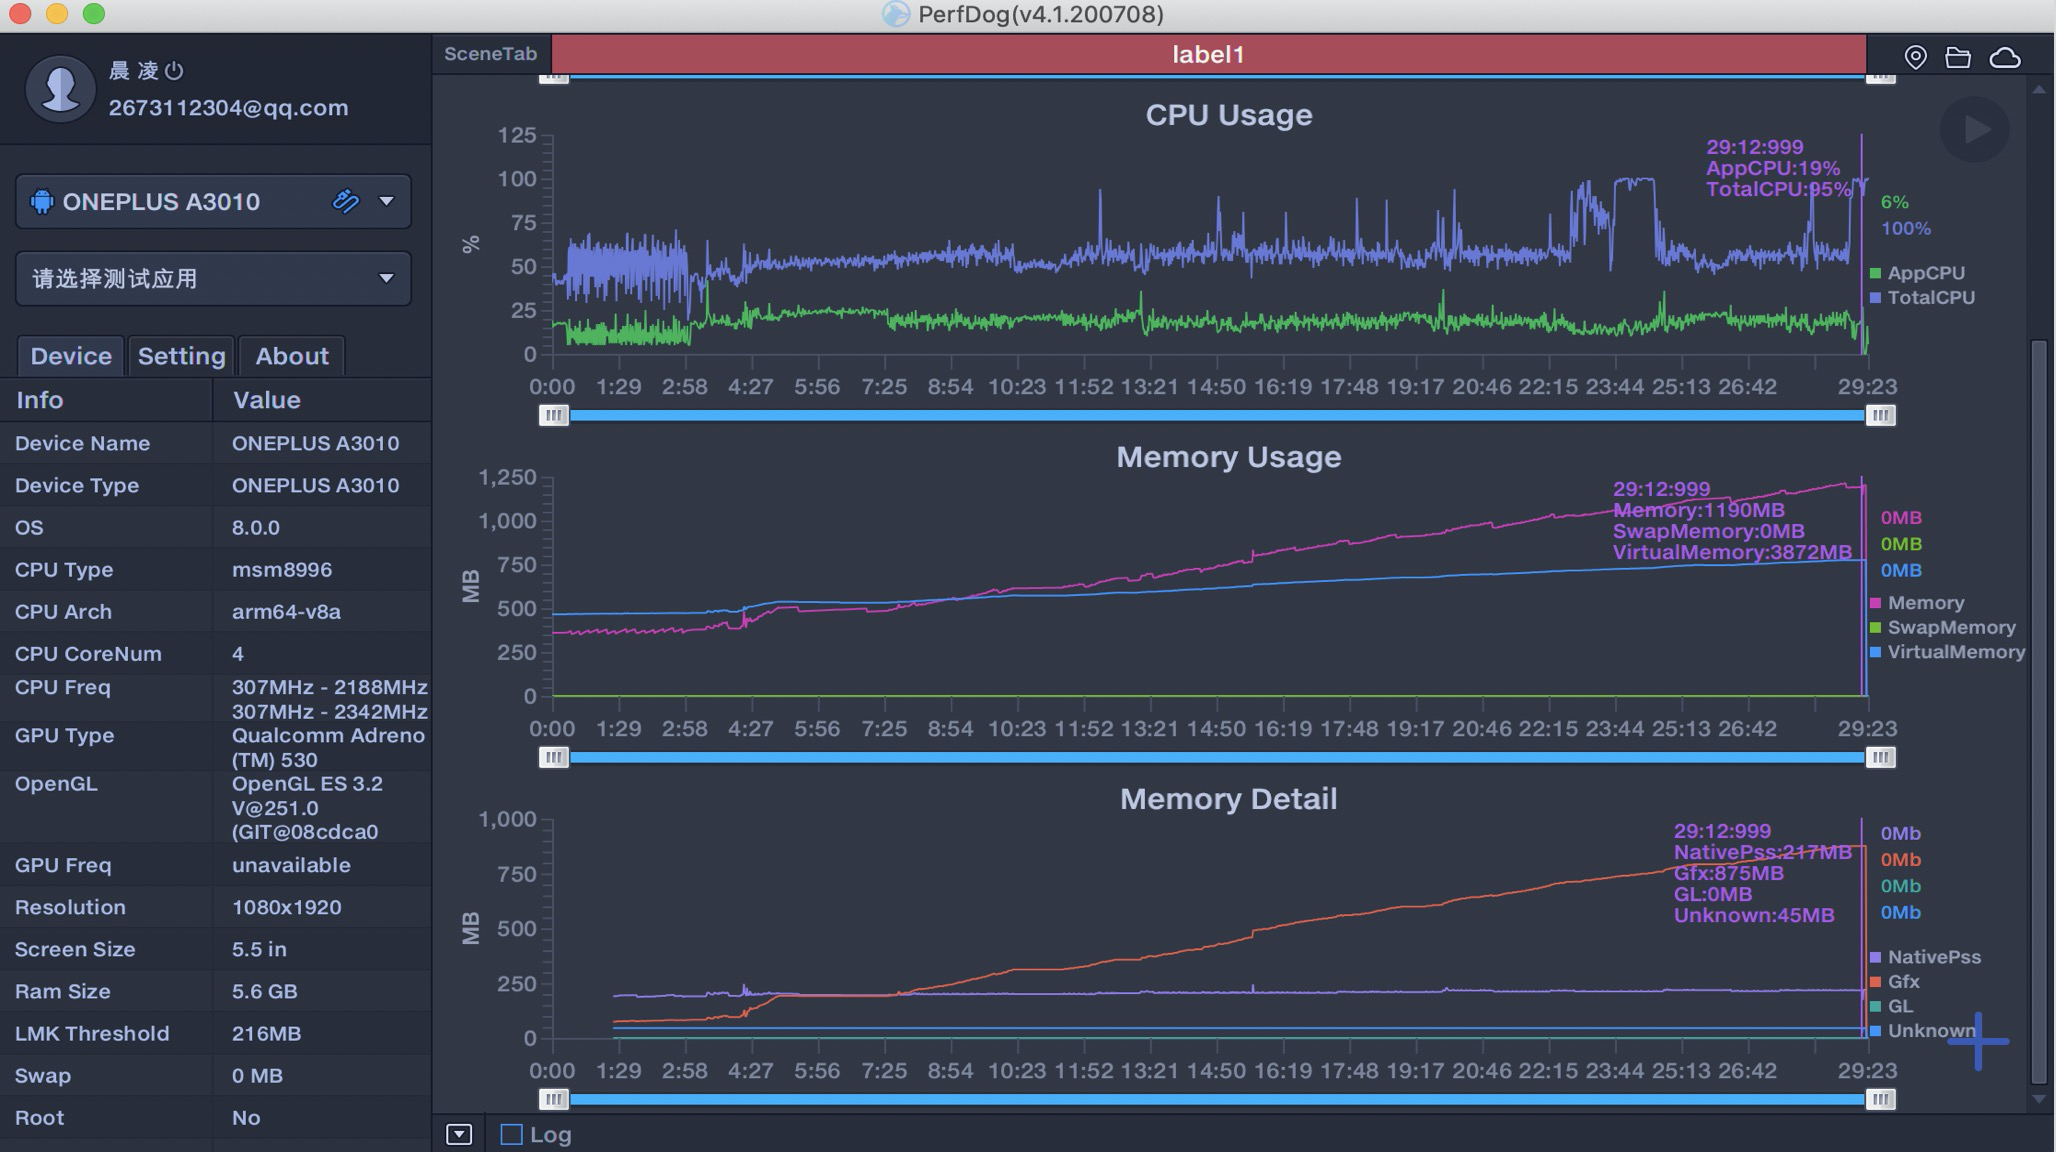 PerfDog(v4.1.200708)
晨 凌
2673112304@qq.com
ONEPLUS A3010
请选择测试应用
Device Setting About
Info Value
Device Name ONEPLUS A3010
Device Type ONEPLUS A3010
OS 8.0.0
CPU Type msm8996
CPU Arch arm64-v8a
CPU CoreNum 4
CPU Freq 307MHz - 2188MHz
307MHz - 2342MHz
GPU Type Qualcomm Adreno
(TM) 530
OpenGL OpenGL ES 3.2
V@251.0
(GIT@08cdca0
GPU Freq unavailable
Resolution 1080x1920
Screen Size 5.5 in
Ram Size 5.6 GB
LMK Threshold 216MB
Swap 0 MB
Root No
SceneTab label1
CPU Usage
125
100
75
50
25
0
%
29:12:999
AppCPU:19%
TotalCPU:95%
6%
100%
AppCPU
TotalCPU
0:00 1:29 2:58 4:27 5:56 7:25 8:54 10:23 11:52 13:21 14:50 16:19 17:48 19:17 20:46 22:15 23:44 25:13 26:42 29:23
Memory Usage
1,250
1,000
750
500
250
0
MB
29:12:999
Memory:1190MB
SwapMemory:0MB
VirtualMemory:3872MB
0MB
0MB
0MB
Memory
SwapMemory
VirtualMemory
0:00 1:29 2:58 4:27 5:56 7:25 8:54 10:23 11:52 13:21 14:50 16:19 17:48 19:17 20:46 22:15 23:44 25:13 26:42 29:23
Memory Detail
1,000
750
500
250
0
MB
29:12:999
NativePss:217MB
Gfx:875MB
GL:0MB
Unknown:45MB
0Mb
0Mb
0Mb
0Mb
NativePss
Gfx
GL
Unknown
0:00 1:29 2:58 4:27 5:56 7:25 8:54 10:23 11:52 13:21 14:50 16:19 17:48 19:17 20:46 22:15 23:44 25:13 26:42 29:23
Log